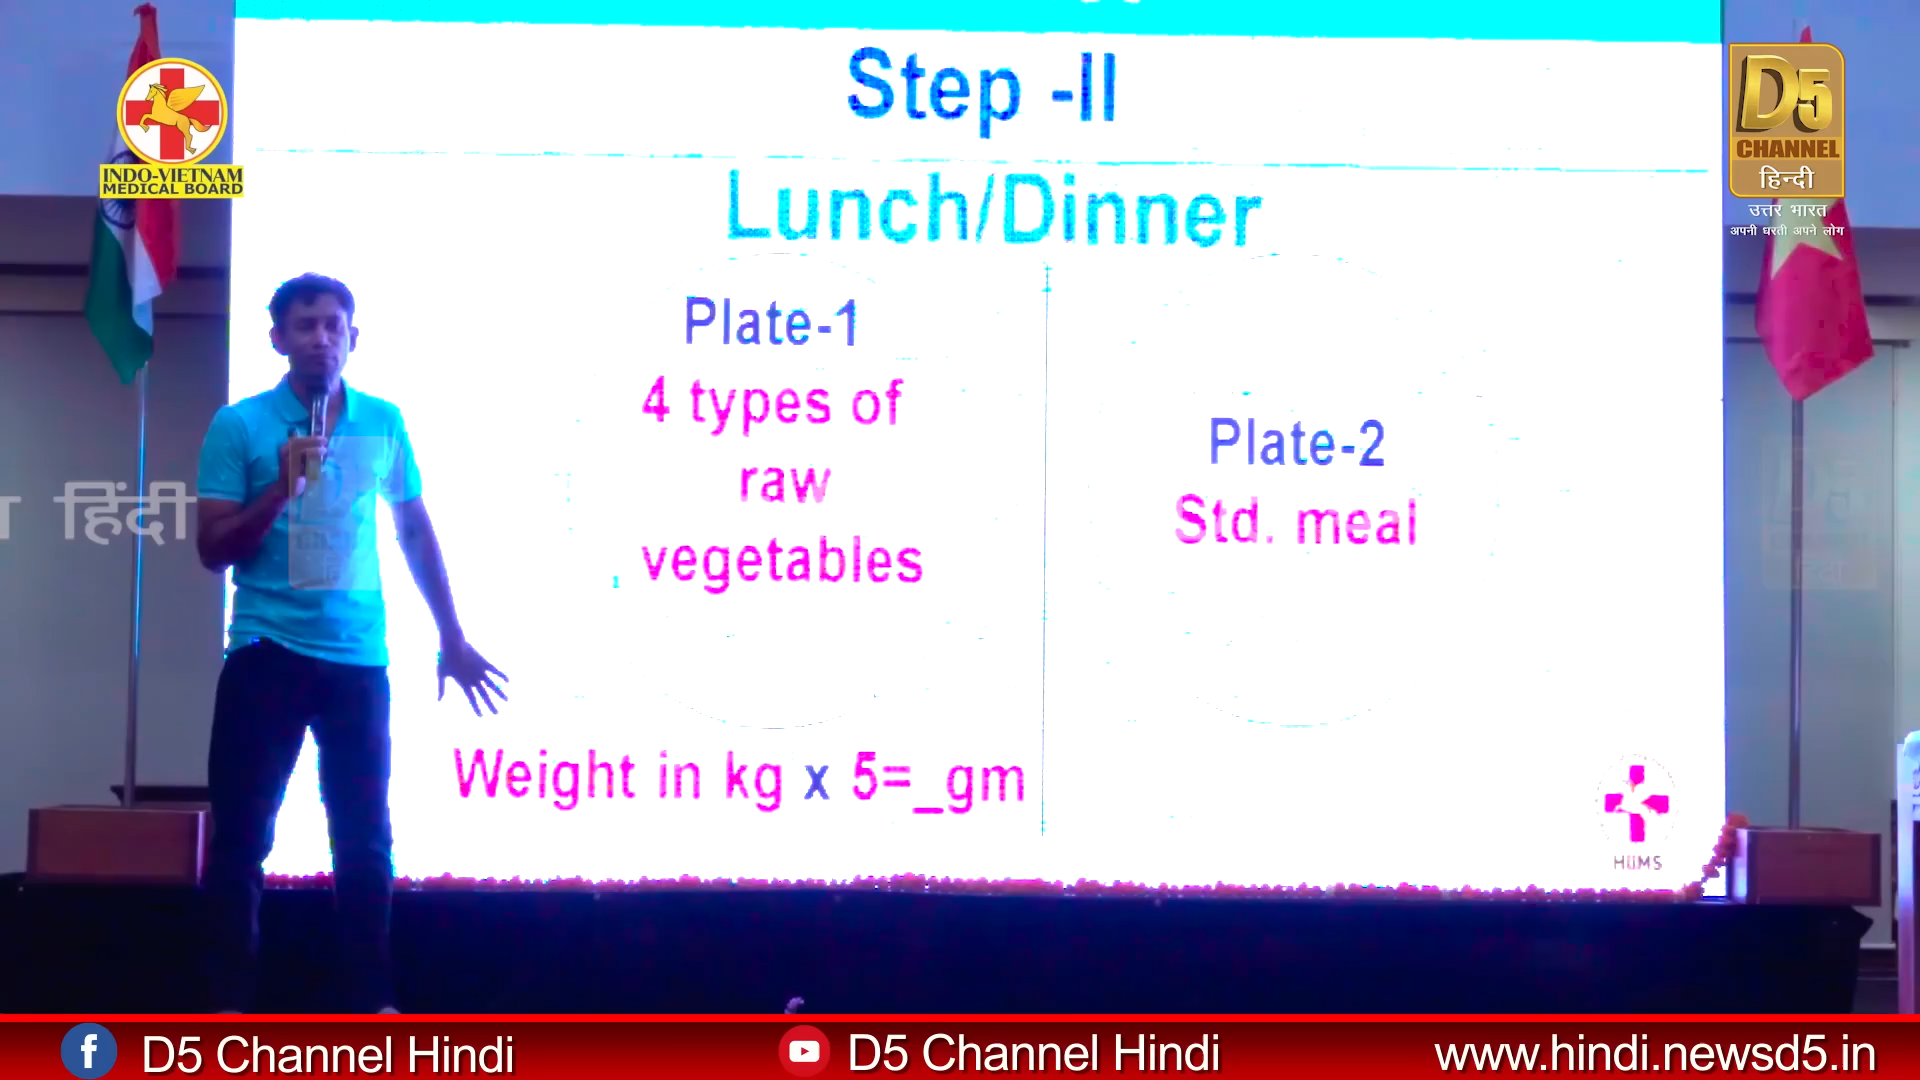 Step -II
Lunch/Dinner
Plate-1
4 types of
raw
vegetables
Weight in kg x 5=_gm
Plate-2
Std. meal
HiiMS
INDO-VIETNAM
MEDICAL BOARD
D5
CHANNEL
हिन्दी
उत्तर भारत
अपनी धरती अपने लोग
हिंदी
D5 Channel Hindi
D5 Channel Hindi
www.hindi.newsd5.in